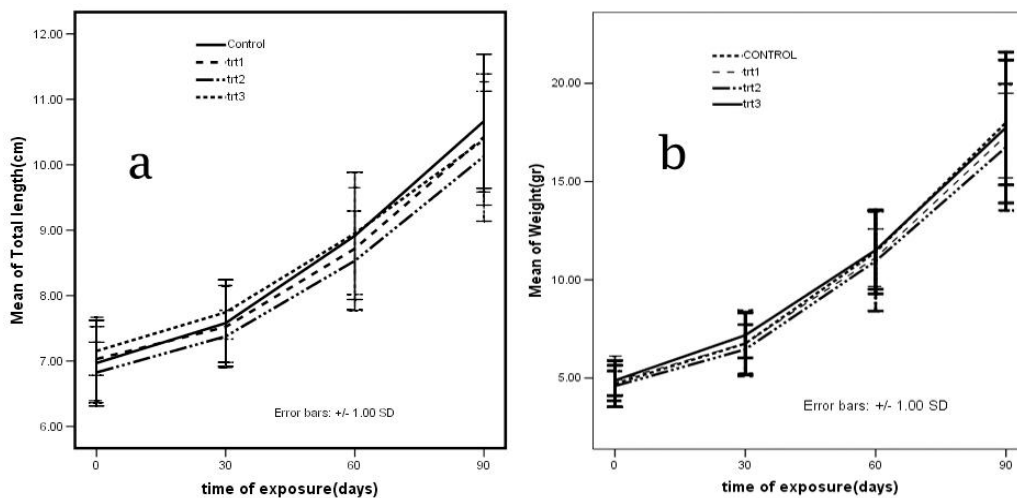 12.00
11.00
10.00
9.00
8.00
7.00
6.00
Mean of Total length(cm)
Control
trt1
trt2
trt3
a
Error bars: +/- 1.00 SD
0 30 60 90
time of exposure(days)
20.00
15.00
10.00
5.00
Mean of Weight(gr)
CONTROL
trt1
trt2
trt3
b
Error bars: +/- 1.00 SD
0 30 60 90
time of exposure(days)